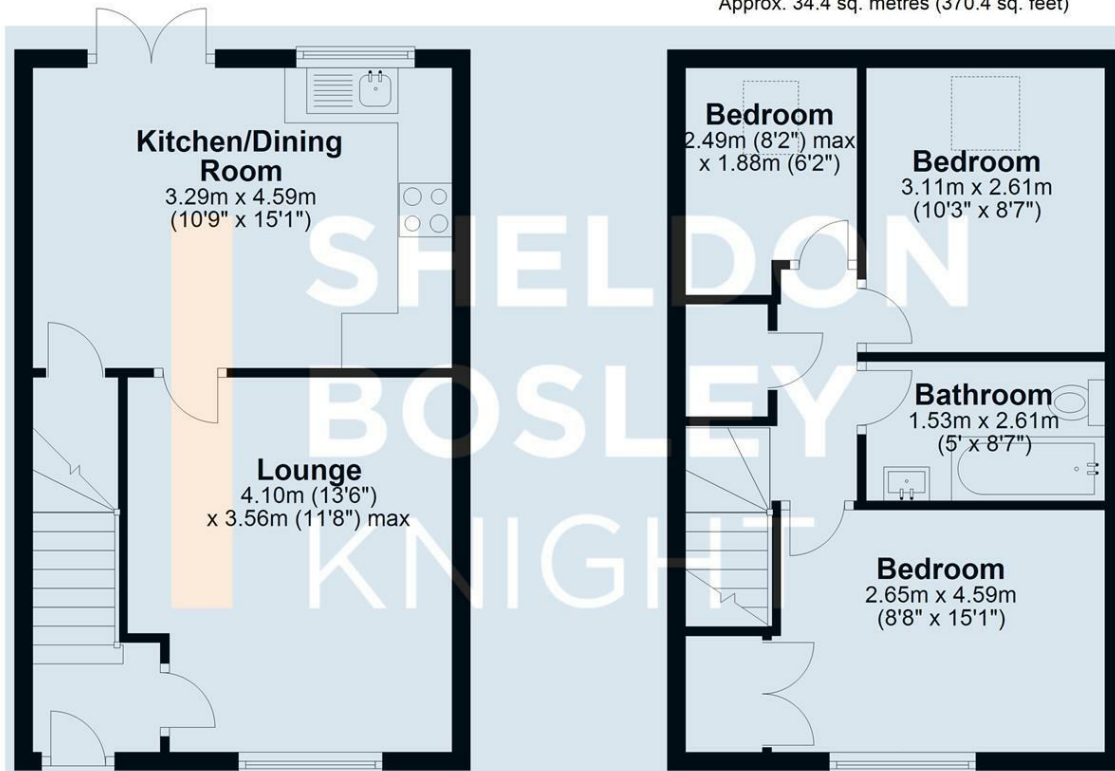 Approx. 34.4 sq. metres (370.4 sq. feet)
Kitchen/Dining
Room
3.29m x 4.59m
(10'9" x 15'1")
Lounge
4.10m (13'6")
x 3.56m (11'8") max
Bedroom
2.49m (8'2") max
x 1.88m (6'2")
Bedroom
3.11m x 2.61m
(10'3" x 8'7")
Bathroom
1.53m x 2.61m
(5' x 8'7")
Bedroom
2.65m x 4.59m
(8'8" x 15'1")
SHELDON
BOSLEY
KNIGHT